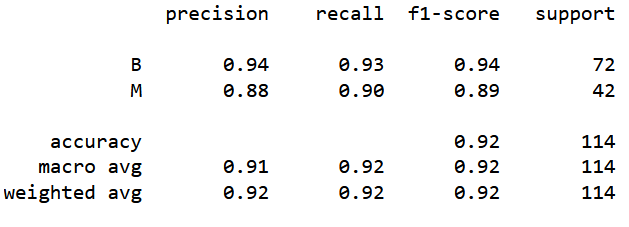 precision recall f1-score support
B 0.94 0.93 0.94 72
M 0.88 0.90 0.89 42
accuracy 0.92 114
macro avg 0.91 0.92 0.92 114
weighted avg 0.92 0.92 0.92 114